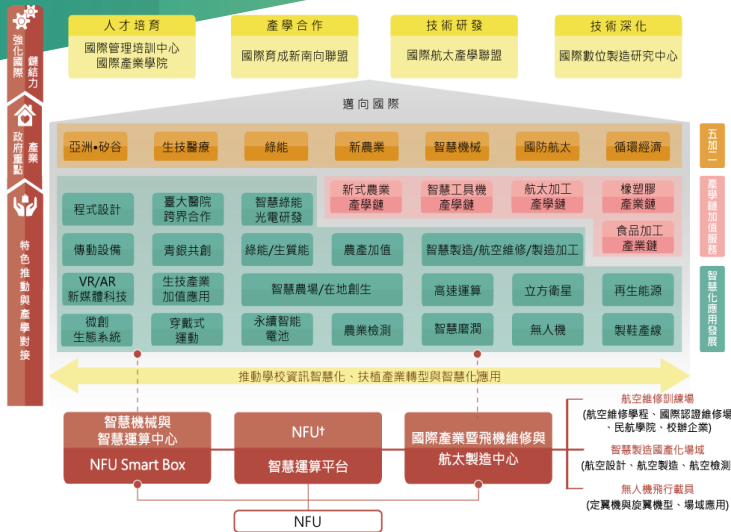 強化國際
鏈結力
人才培育
國際管理培訓中心
國際產業學院
產學合作
國際育成新南向聯盟
技術研發
國際航太產學聯盟
技術深化
國際數位製造研究中心
邁向國際
政府重點
產業
亞洲•矽谷
生技醫療
綠能
新農業
智慧機械
國防航太
循環經濟
五加二
特色推動與產學對接
程式設計
臺大醫院
跨界合作
智慧綠能
光電研發
新式農業
產學鏈
智慧工具機
產學鏈
航太加工
產學鏈
橡塑膠
產業鏈
食品加工
產業鏈
產學鏈加值服務
傳動設備
青銀共創
綠能/生質能
農產加值
智慧製造/航空維修/製造加工
VR/AR
新媒體科技
生技產業
加值應用
智慧農場/在地創生
高速運算
立方衛星
再生能源
微創
生態系統
穿戴式
運動
永續智能
電池
農業檢測
智慧磨潤
無人機
製鞋產線
智慧化應用發展
推動學校資訊智慧化、扶植產業轉型與智慧化應用
智慧機械與
智慧運算中心
NFU Smart Box
NFU†
智慧運算平台
國際產業暨飛機維修與
航太製造中心
NFU
航空維修訓練場
(航空維修學程、國際認證維修場
、民航學院、校辦企業)
智慧製造國產化場域
(航空設計、航空製造、航空檢測)
無人機飛行載具
(定翼機與旋翼機型、場域應用)